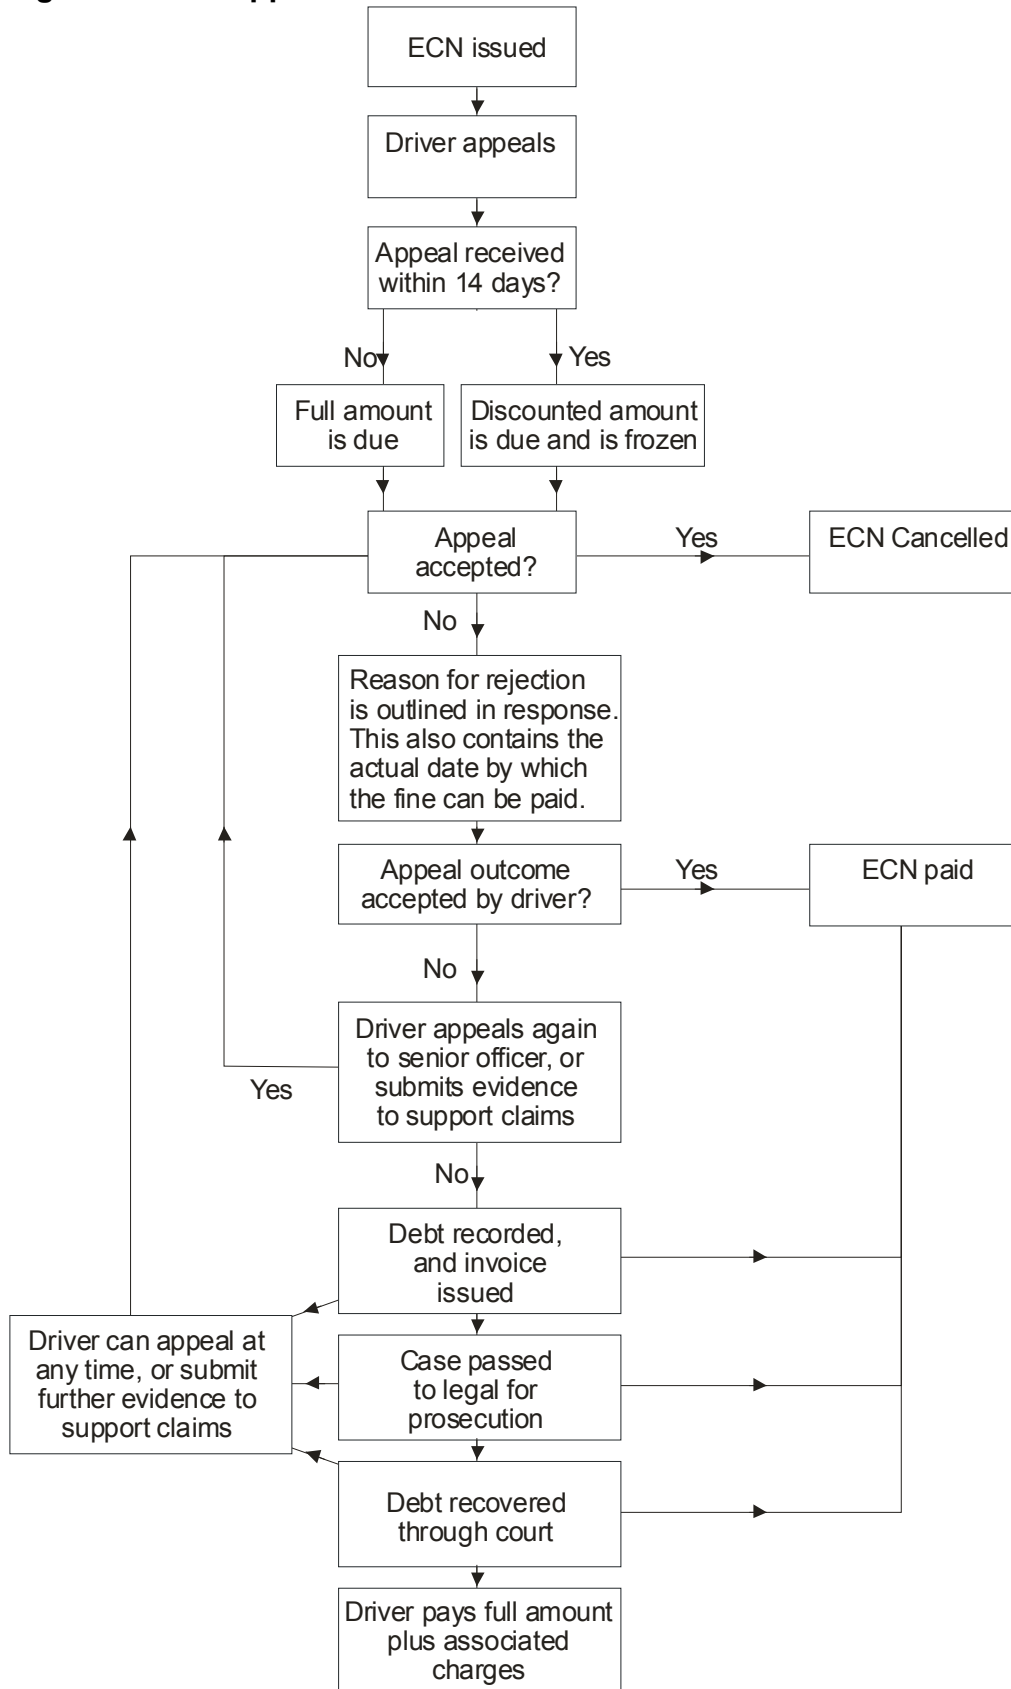 ECN issued
Driver appeals
Appeal received
within 14 days?
No
Yes
Full amount
is due
Discounted amount
is due and is frozen
Appeal
accepted?
Yes
ECN Cancelled
No
Reason for rejection
is outlined in response.
This also contains the
actual date by which
the fine can be paid.
Appeal outcome
accepted by driver?
Yes
ECN paid
No
Driver appeals again
to senior officer, or
submits evidence
to support claims
Yes
No
Debt recorded,
and invoice
issued
Driver can appeal at
any time, or submit
further evidence to
support claims
Case passed
to legal for
prosecution
Debt recovered
through court
Driver pays full amount
plus associated
charges